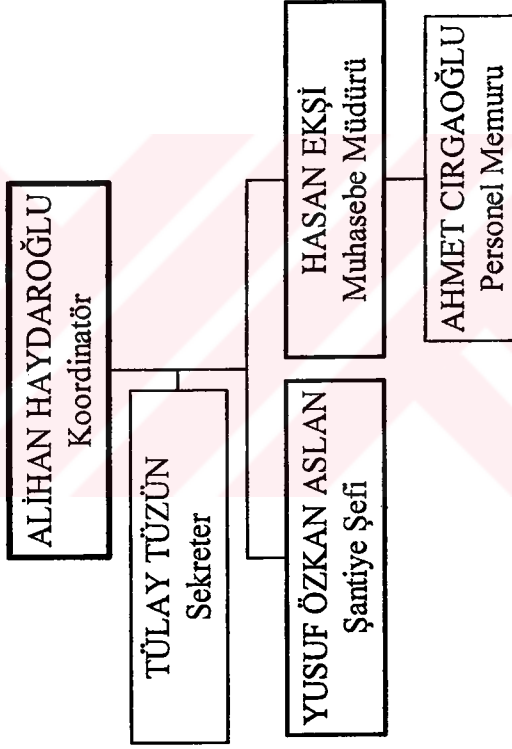 ALİHAN HAYDAROĞLU
Koordinatör
TÜLAY TÜZÜN
Sekreter
YUSUF ÖZKAN ASLAN
Şantiye Şefi
HASAN EKŞİ
Muhasebe Müdürü
AHMET CIRGAOĞLU
Personel Memuru